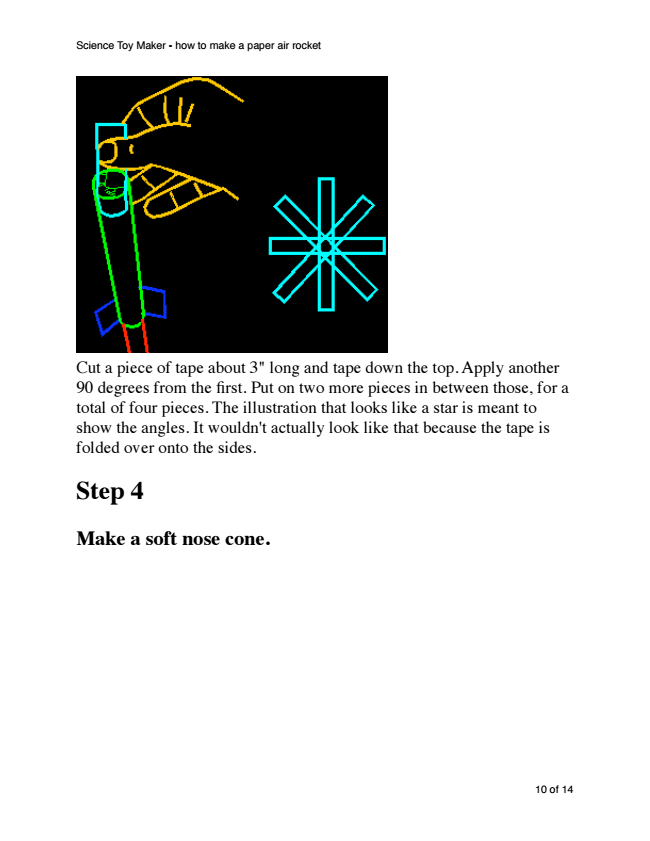 Science Toy Maker - how to make a paper air rocket
Cut a piece of tape about 3" long and tape down the top. Apply another
90 degrees from the first. Put on two more pieces in between those, for a
total of four pieces. The illustration that looks like a star is meant to
show the angles. It wouldn't actually look like that because the tape is
folded over onto the sides.
Step 4
Make a soft nose cone.
10 of 14